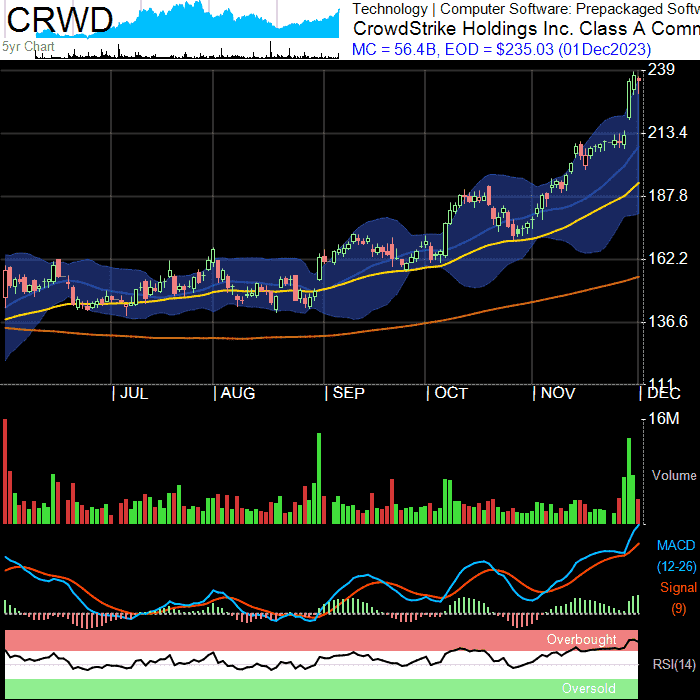 CRWD
Technology | Computer Software: Prepackaged Softw
CrowdStrike Holdings Inc. Class A Comm
5yr Chart
MC = 56.4B, EOD = $235.03 (01Dec2023)
239
213.4
187.8
162.2
136.6
111
| JUL | AUG | SEP | OCT | NOV | DEC
16M
Volume
MACD
(12-26)
Signal
(9)
Overbought
RSI(14)
Oversold